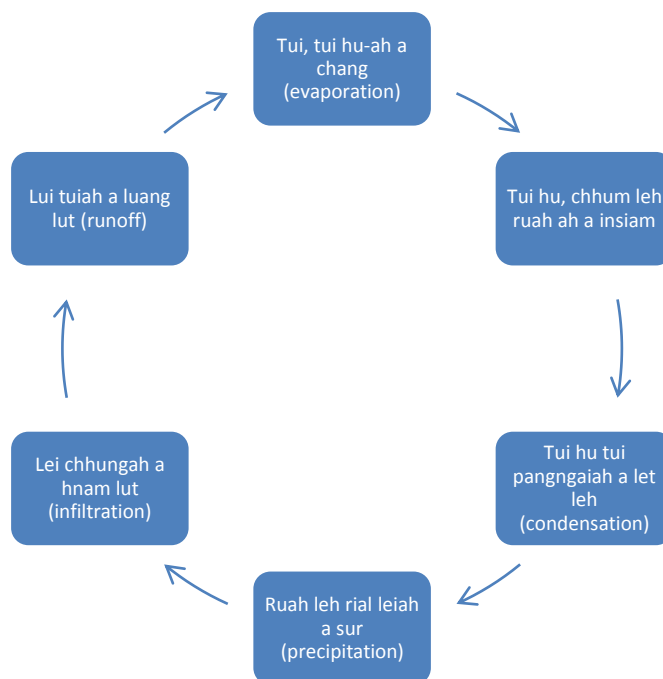 Tui, tui hu-ah a
chang
(evaporation)
Tui hu, chhum leh
ruah ah a insiam
Tui hu tui
pangngaiah a let
leh
(condensation)
Ruah leh rial leiah
a sur
(precipitation)
Lei chhungah a
hnam lut
(infiltration)
Lui tuiah a luang
lut (runoff)